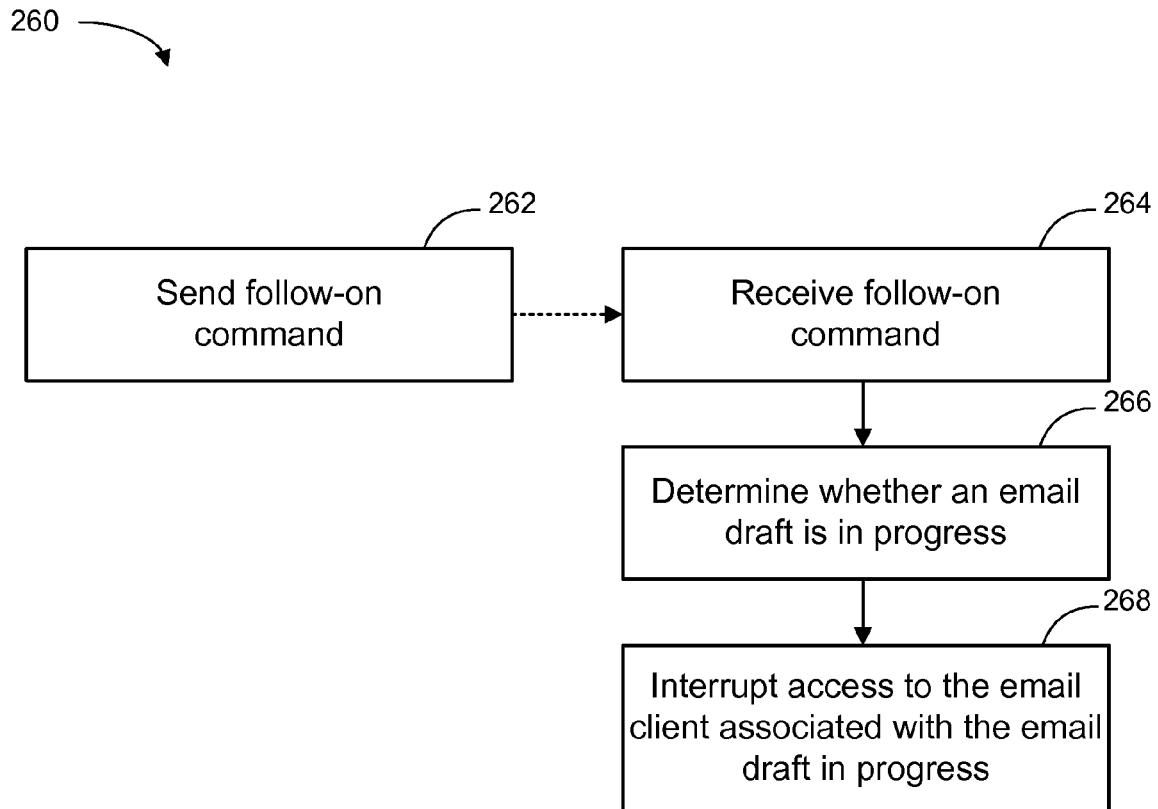 260
262
264
Send follow-on
command
Receive follow-on
command
266
Determine whether an email
draft is in progress
268
Interrupt access to the email
client associated with the email
draft in progress